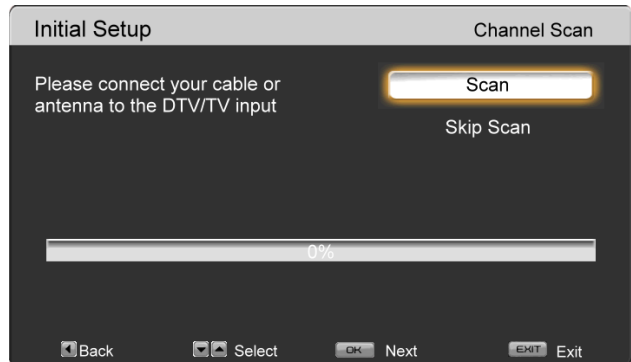 Initial Setup Channel Scan
Please connect your cable or
antenna to the DTV/TV input
Scan
Skip Scan
0%
Back Select OK Next EXIT Exit